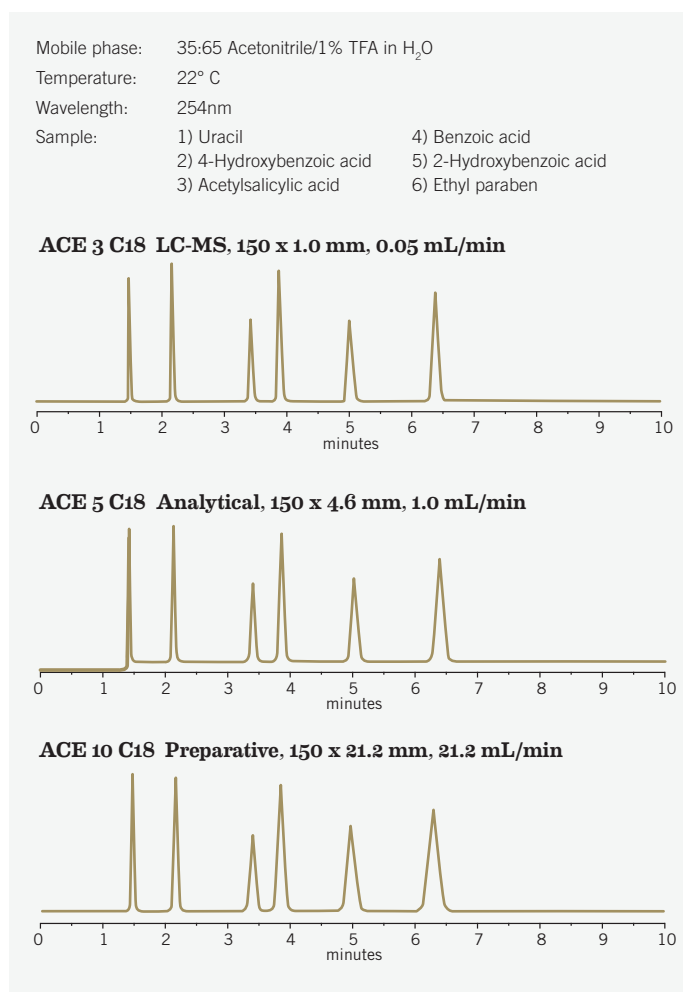 Mobile phase: 35:65 Acetonitrile/1% TFA in H₂O
Temperature: 22° C
Wavelength: 254nm
Sample: 1) Uracil 4) Benzoic acid
2) 4-Hydroxybenzoic acid 5) 2-Hydroxybenzoic acid
3) Acetylsalicylic acid 6) Ethyl paraben
ACE 3 C18 LC-MS, 150 x 1.0 mm, 0.05 mL/min
0 1 2 3 4 5 6 7 8 9 10
minutes
ACE 5 C18 Analytical, 150 x 4.6 mm, 1.0 mL/min
0 1 2 3 4 5 6 7 8 9 10
minutes
ACE 10 C18 Preparative, 150 x 21.2 mm, 21.2 mL/min
0 1 2 3 4 5 6 7 8 9 10
minutes